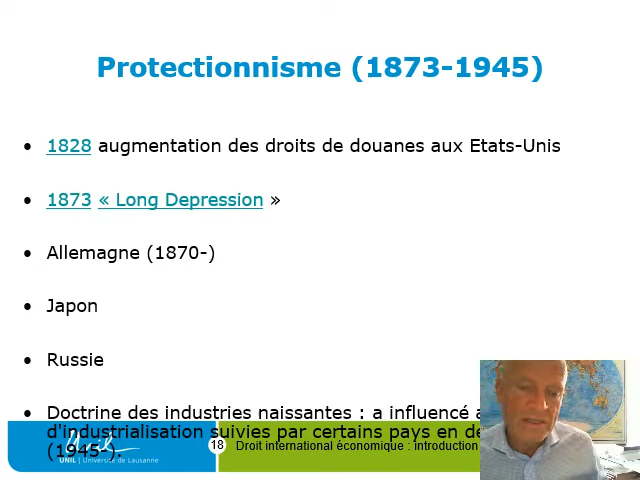 Protectionnisme (1873-1945)
• 1828 augmentation des droits de douanes aux Etats-Unis
• 1873 « Long Depression »
• Allemagne (1870-)
• Japon
• Russie
• Doctrine des industries naissantes : a influencé
d'industrialisation suivies par certains pays en
(1945-).
UNIL | Université de Lausanne
18 Droit international économique : introduction